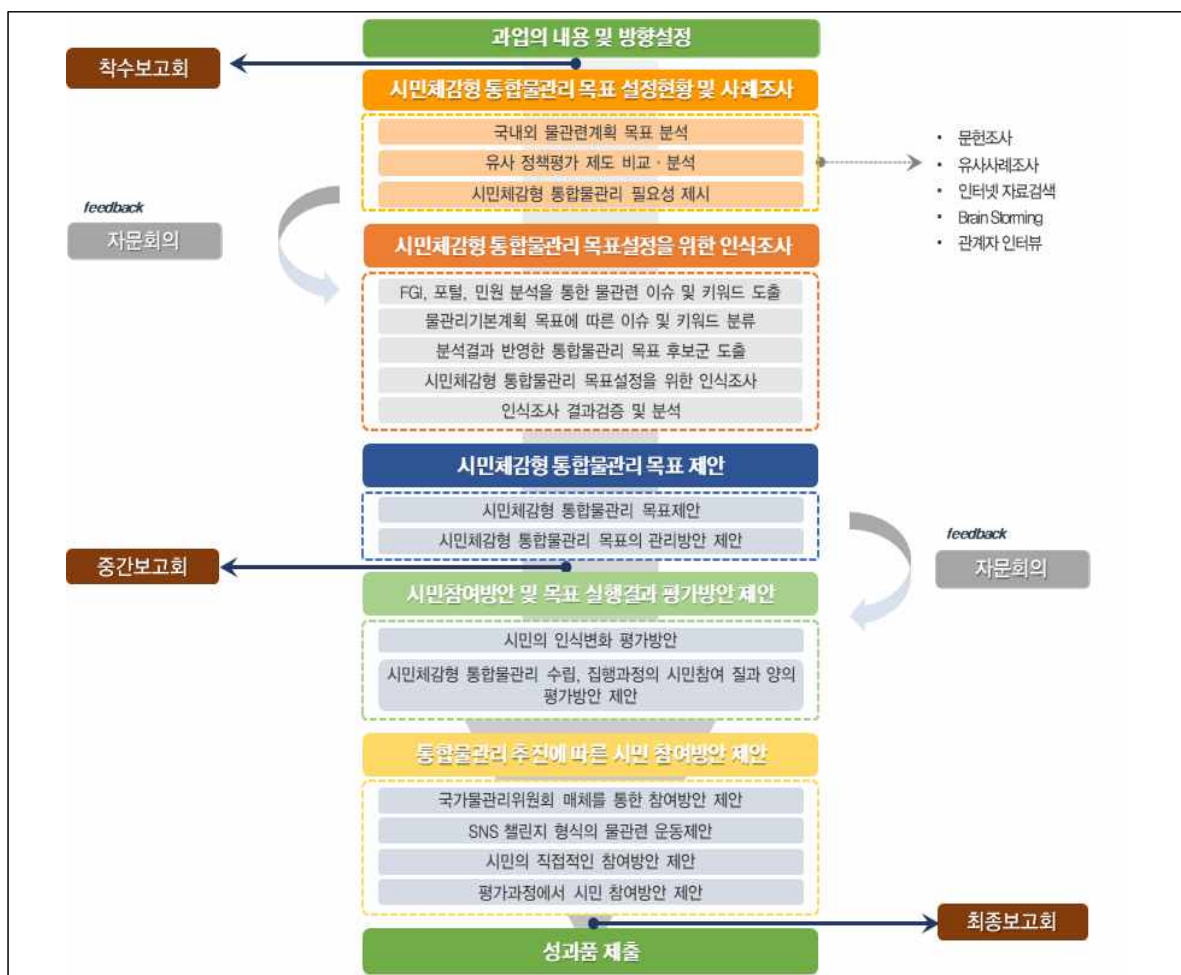 과업의 내용 및 방향설정
착수보고회
시민체감형 통합물관리 목표 설정현황 및 사례조사
국내외 물관련계획 목표 분석
유사 정책평가 제도 비교 · 분석
시민체감형 통합물관리 필요성 제시
• 문헌조사
• 유사사례조사
• 인터넷 자료검색
• Brain Storming
• 관계자 인터뷰
feedback
자문회의
시민체감형 통합물관리 목표설정을 위한 인식조사
FGI, 포털, 민원 분석을 통한 물관련 이슈 및 키워드 도출
물관리기본계획 목표에 따른 이슈 및 키워드 분류
분석결과 반영한 통합물관리 목표 후보군 도출
시민체감형 통합물관리 목표설정을 위한 인식조사
인식조사 결과검증 및 분석
시민체감형 통합물관리 목표 제안
시민체감형 통합물관리 목표제안
시민체감형 통합물관리 목표의 관리방안 제안
feedback
자문회의
중간보고회
시민참여방안 및 목표 실행결과 평가방안 제안
시민의 인식변화 평가방안
시민체감형 통합물관리 수립, 집행과정의 시민참여 질과 양의
평가방안 제안
통합물관리 추진에 따른 시민 참여방안 제안
국가물관리위원회 매체를 통한 참여방안 제안
SNS 챌린지 형식의 물관련 운동제안
시민의 직접적인 참여방안 제안
평가과정에서 시민 참여방안 제안
최종보고회
성과품 제출